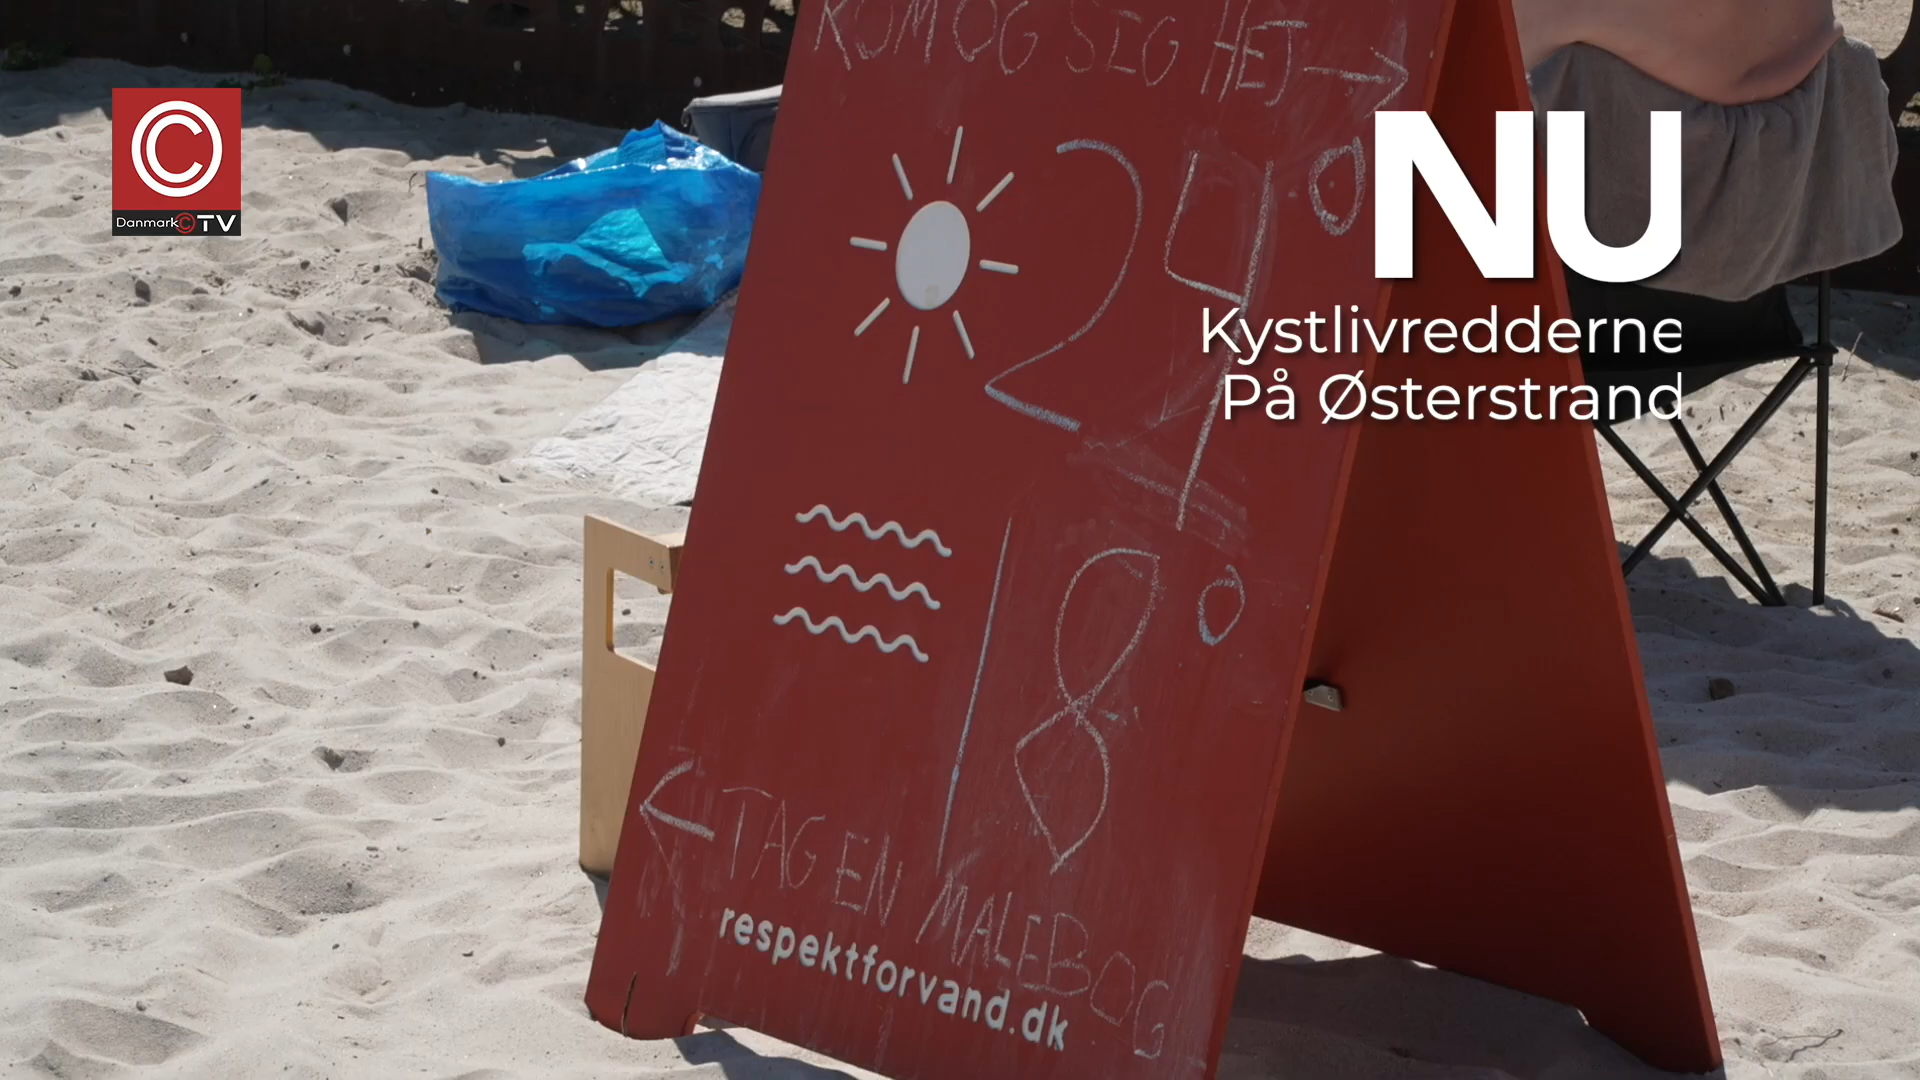 KOM OG SIG HEJ →
C
Danmark C TV
NU
24°
Kystlivredderne
På Østerstrand
18°
← TAG EN MALEBOG
respektforvand.dk